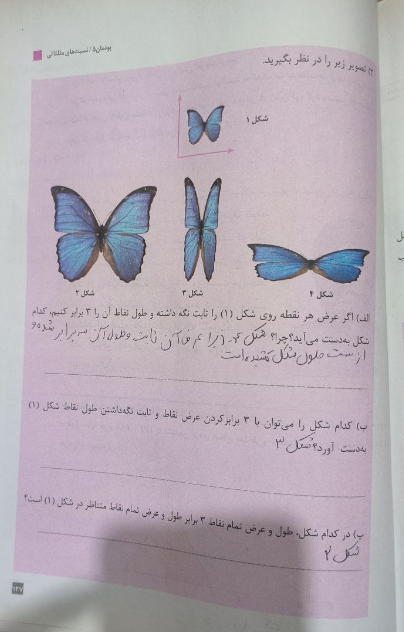 پودمان ۵ / نسبت‌های مثلثاتی
۲) تصویر زیر را در نظر بگیرید.
شکل ۱
شکل ۲
شکل ۳
شکل ۴
الف) اگر عرض هر نقطه روی شکل (۱) را ثابت نگه داشته و طول نقاط آن را ۳ برابر کنیم، کدام
شکل به‌دست می‌آید؟ چرا؟ شکل ۴. زیرا عرض آن ثابت و طول آن سه برابر شده و
از سمت طول شکل کشیده است
ب) کدام شکل را می‌توان با ۳ برابر کردن عرض نقاط و ثابت نگه‌داشتن طول نقاط شکل (۱)
به‌دست آورد؟ شکل ۳
پ) در کدام شکل، طول و عرض تمام نقاط ۳ برابر طول و عرض تمام نقاط متناظر در شکل (۱) است؟
شکل ۲
۱۳۷